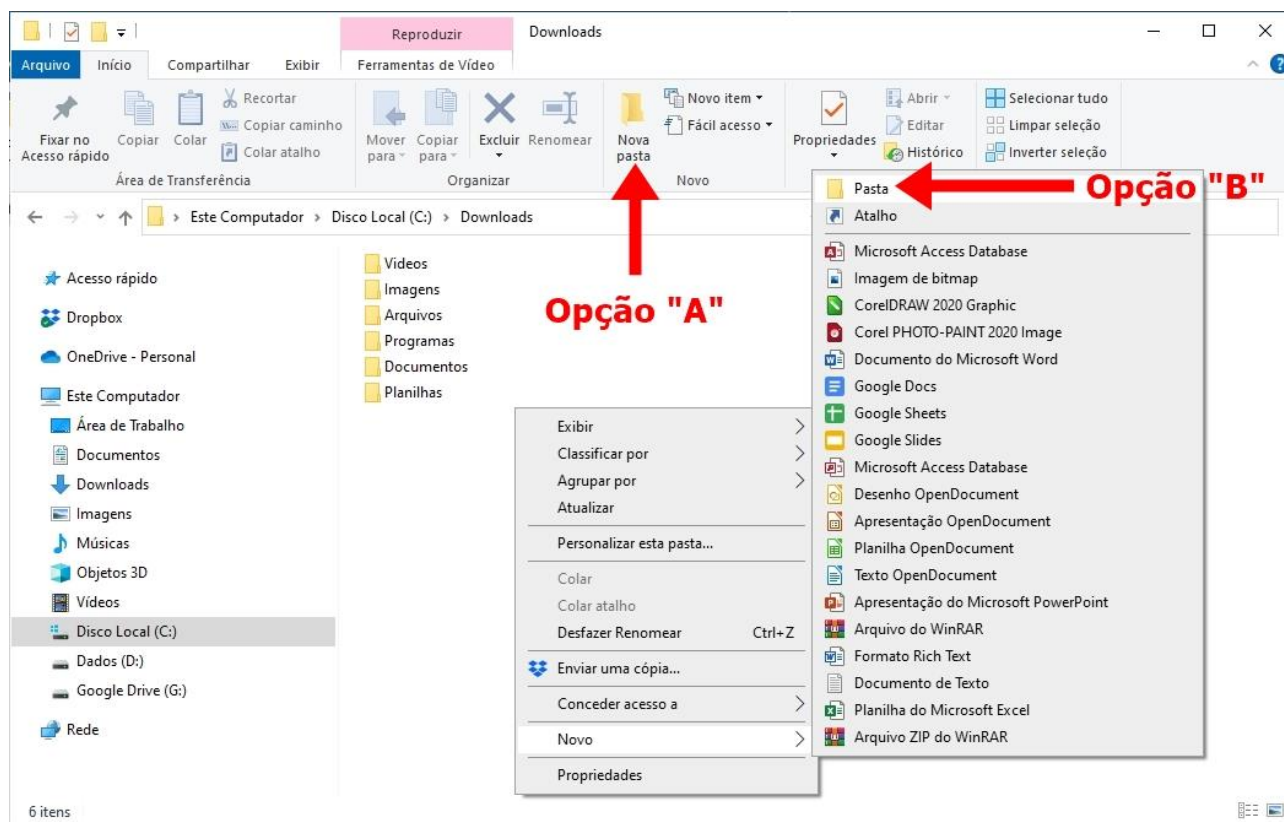 Reproduzir
Downloads
Arquivo
Início
Compartilhar
Exibir
Ferramentas de Vídeo
Fixar no
Acesso rápido
Copiar
Colar
Recortar
Copiar caminho
Colar atalho
Mover
para
Copiar
para
Excluir
Renomear
Nova
pasta
Novo item
Fácil acesso
Propriedades
Abrir
Editar
Histórico
Selecionar tudo
Limpar seleção
Inverter seleção
Área de Transferência
Organizar
Novo
Este Computador > Disco Local (C:) > Downloads
Acesso rápido
Dropbox
OneDrive - Personal
Este Computador
Área de Trabalho
Documentos
Downloads
Imagens
Músicas
Objetos 3D
Vídeos
Disco Local (C:)
Dados (D:)
Google Drive (G:)
Rede
Videos
Imagens
Arquivos
Programas
Documentos
Planilhas
Opção "A"
Exibir
Classificar por
Agrupar por
Atualizar
Personalizar esta pasta...
Colar
Colar atalho
Desfazer Renomear Ctrl+Z
Enviar uma cópia...
Conceder acesso a
Novo
Propriedades
Pasta
Opção "B"
Atalho
Microsoft Access Database
Imagem de bitmap
CorelDRAW 2020 Graphic
Corel PHOTO-PAINT 2020 Image
Documento do Microsoft Word
Google Docs
Google Sheets
Google Slides
Microsoft Access Database
Desenho OpenDocument
Apresentação OpenDocument
Planilha OpenDocument
Texto OpenDocument
Apresentação do Microsoft PowerPoint
Arquivo do WinRAR
Formato Rich Text
Documento de Texto
Planilha do Microsoft Excel
Arquivo ZIP do WinRAR
6 itens